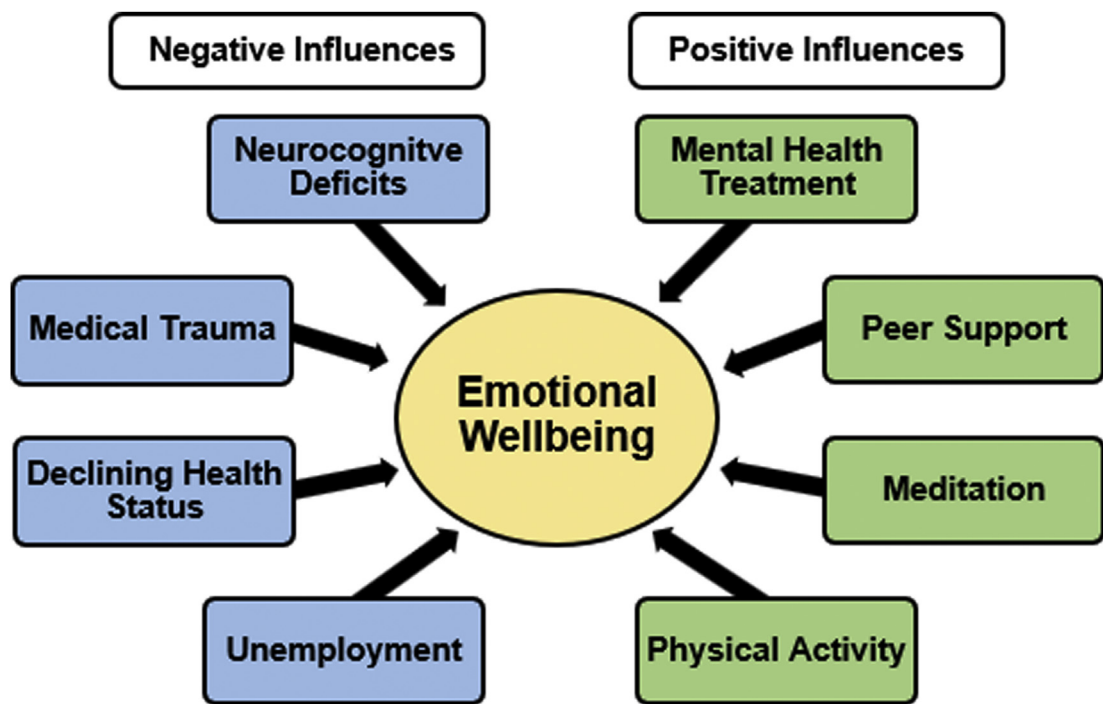 Negative Influences
Positive Influences
Neurocognitve
Deficits
Mental Health
Treatment
Medical Trauma
Peer Support
Emotional
Wellbeing
Declining Health
Status
Meditation
Unemployment
Physical Activity